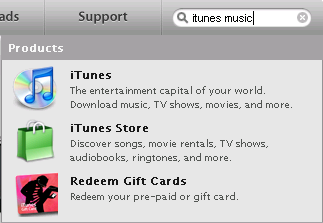 ads
Support
itunes music
Products
iTunes
The entertainment capital of your world.
Download music, TV shows, movies, and more.
iTunes Store
Discover songs, movie rentals, TV shows,
audiobooks, ringtones, and more.
Redeem Gift Cards
Redeem your pre-paid or gift card.